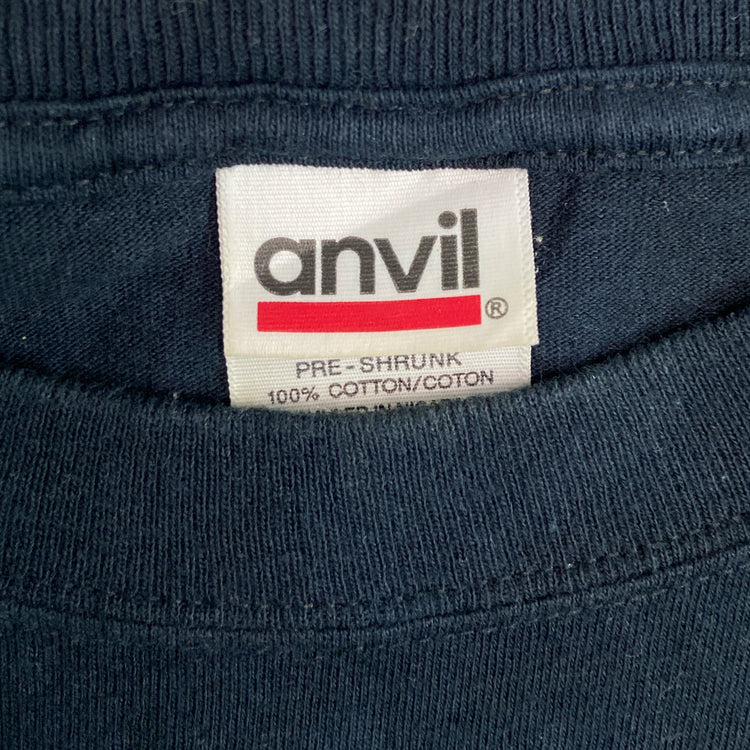 anvil
®
PRE-SHRUNK
100% COTTON/COTON